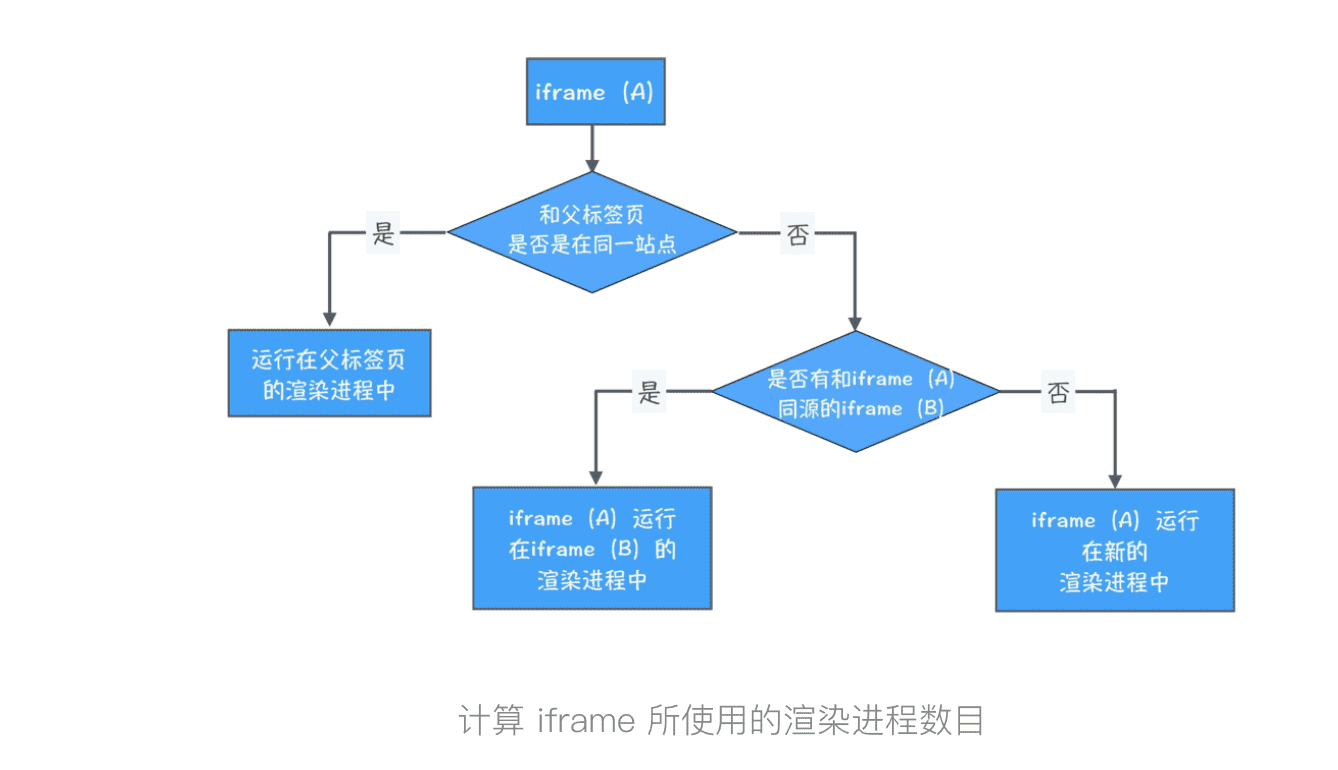 iframe（A）
和父标签页
是否是在同一站点
是
否
运行在父标签页
的渲染进程中
是否有和iframe（A）
同源的iframe（B）
是
否
iframe（A）运行
在iframe（B）的
渲染进程中
iframe（A）运行
在新的
渲染进程中
计算 iframe 所使用的渲染进程数目